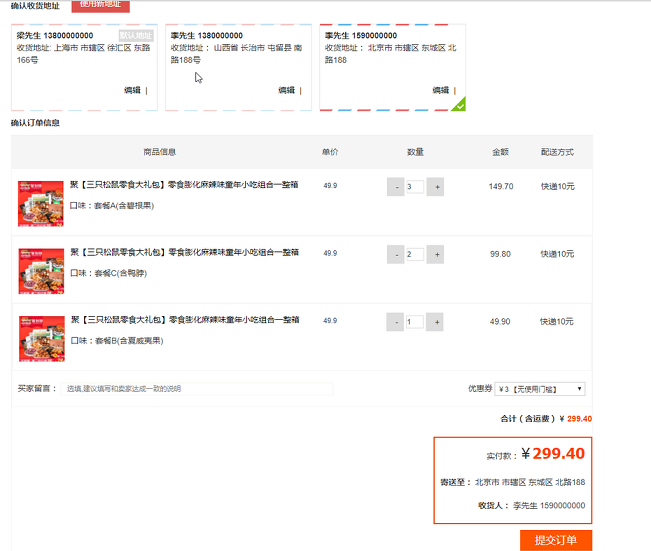 确认收货地址 使用新地址
梁先生 13800000000 默认地址
收货地址: 上海市 市辖区 徐汇区 东路
166号
编辑 |
李先生 13800000000
收货地址: 山西省 长治市 屯留县 南
路188号
编辑 |
李先生 1590000000
收货地址: 北京市 市辖区 东城区 北
路188
编辑 |
确认订单信息
商品信息 单价 数量 金额 配送方式
聚【三只松鼠零食大礼包】零食膨化麻辣味童年小吃组合一整箱 49.9 - 3 + 149.70 快递10元
口味:套餐A(含碧根果)
聚【三只松鼠零食大礼包】零食膨化麻辣味童年小吃组合一整箱 49.9 - 2 + 99.80 快递10元
口味:套餐C(含鸭脖)
聚【三只松鼠零食大礼包】零食膨化麻辣味童年小吃组合一整箱 49.9 - 1 + 49.90 快递10元
口味:套餐B(含夏威夷果)
买家留言: 选填,建议填写和卖家达成一致的说明 优惠券 ¥3【无使用门槛】
合计(含运费) ¥ 299.40
实付款: ¥299.40
寄送至: 北京市 市辖区 东城区 北路188
收货人: 李先生 1590000000
提交订单